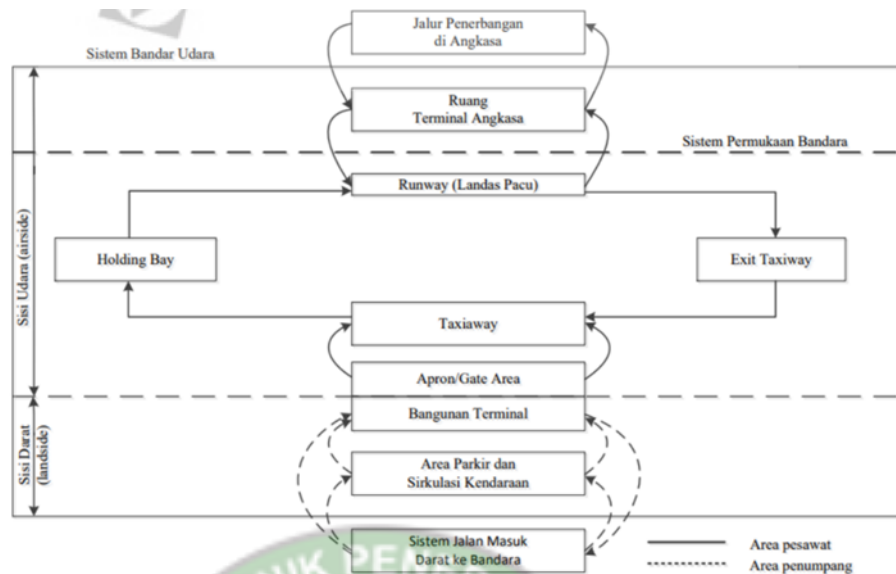 Jalur Penerbangan
di Angkasa
Sistem Bandar Udara
Ruang
Terminal Angkasa
Sistem Permukaan Bandara
Runway (Landas Pacu)
Sisi Udara (airside)
Holding Bay
Exit Taxiway
Taxiaway
Apron/Gate Area
Sisi Darat
(landside)
Bangunan Terminal
Area Parkir dan
Sirkulasi Kendaraan
Sistem Jalan Masuk
Darat ke Bandara
Area pesawat
Area penumpang